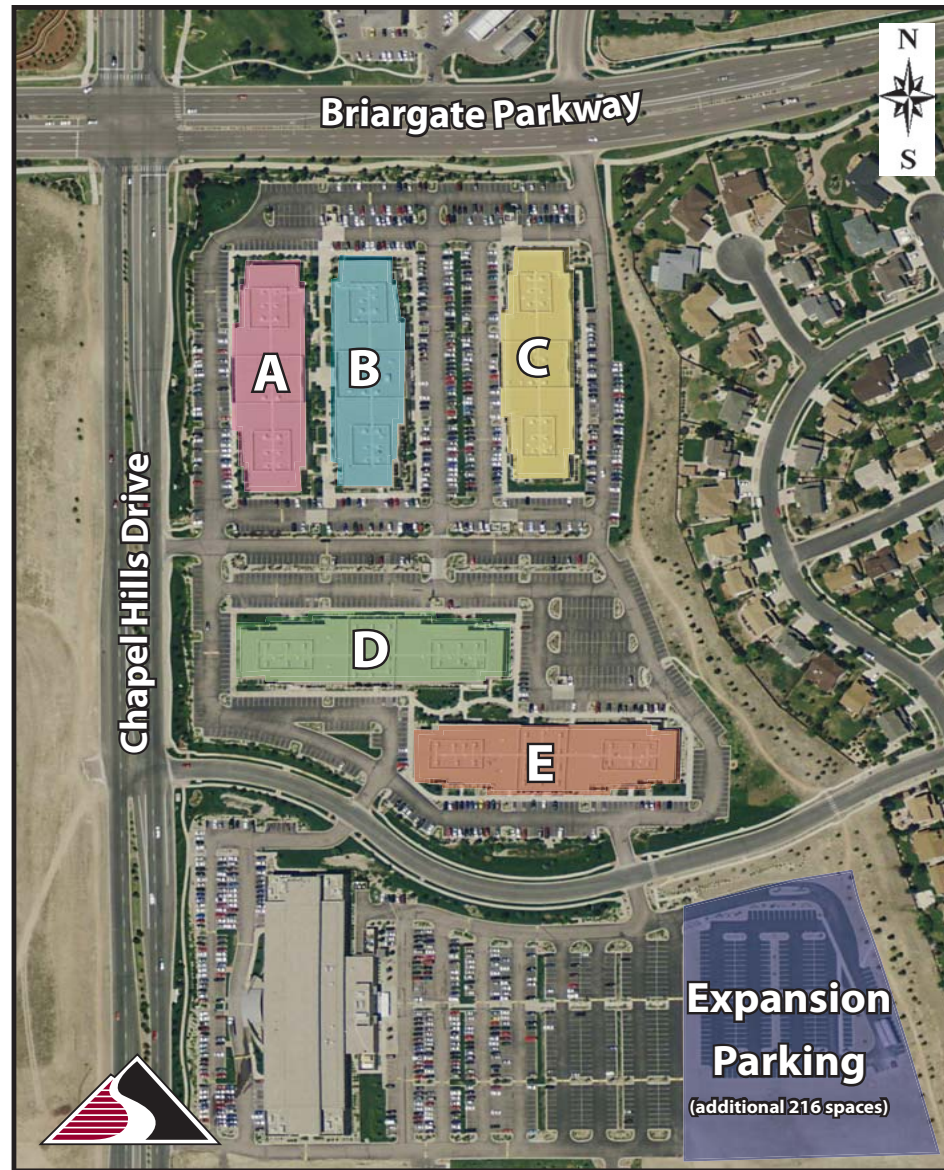 Briargate Parkway
N
S
A
B
C
Chapel Hills Drive
D
E
Expansion
Parking
(additional 216 spaces)